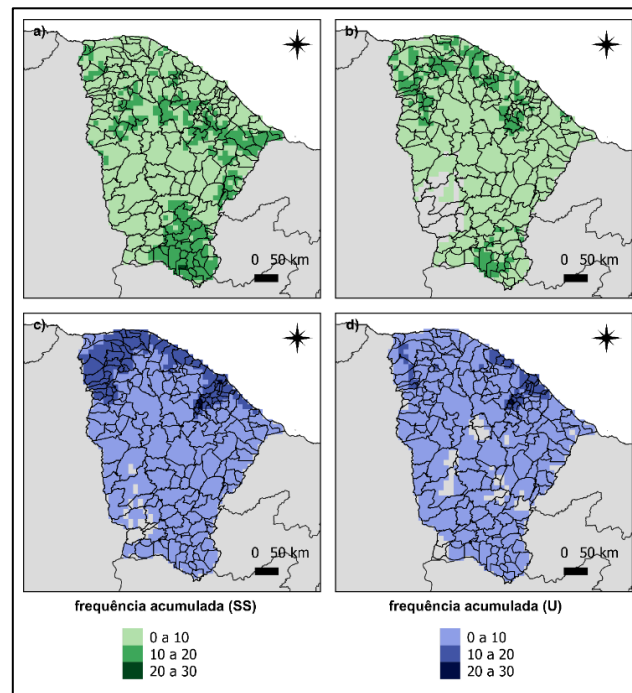 a)
0 50 km
b)
0 50 km
c)
0 50 km
d)
0 50 km
frequência acumulada (SS)
0 a 10
10 a 20
20 a 30
frequência acumulada (U)
0 a 10
10 a 20
20 a 30